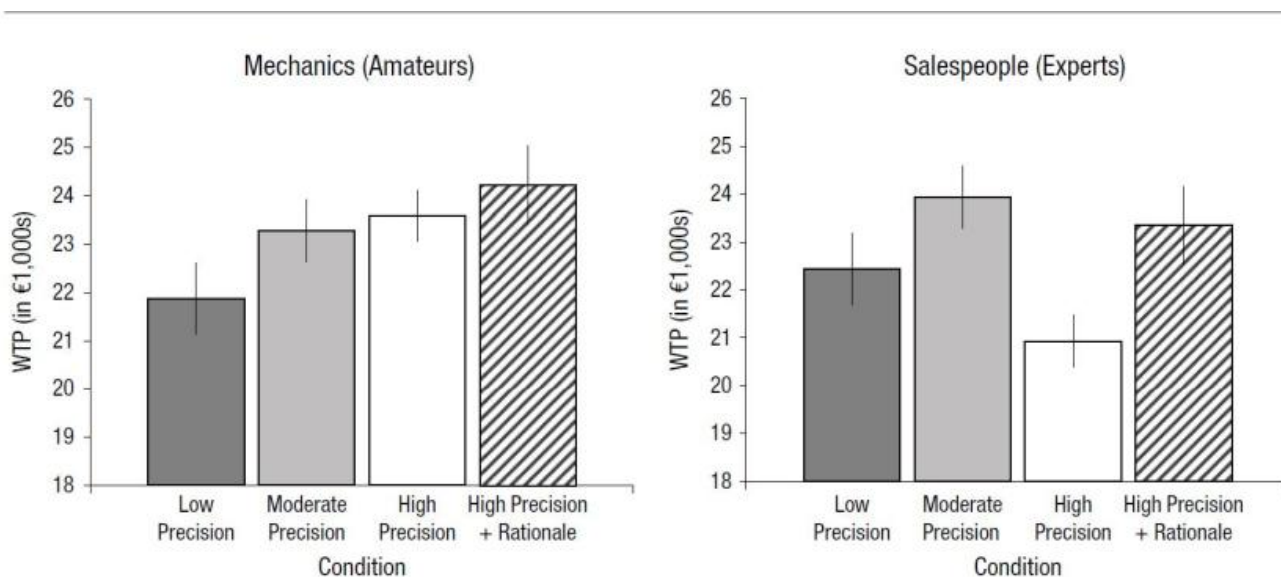 Mechanics (Amateurs)
26
25
24
23
22
21
20
19
18
WTP (in €1,000s)
Low
Precision
Moderate
Precision
High
Precision
High Precision
+ Rationale
Condition
Salespeople (Experts)
26
25
24
23
22
21
20
19
18
WTP (in €1,000s)
Low
Precision
Moderate
Precision
High
Precision
High Precision
+ Rationale
Condition